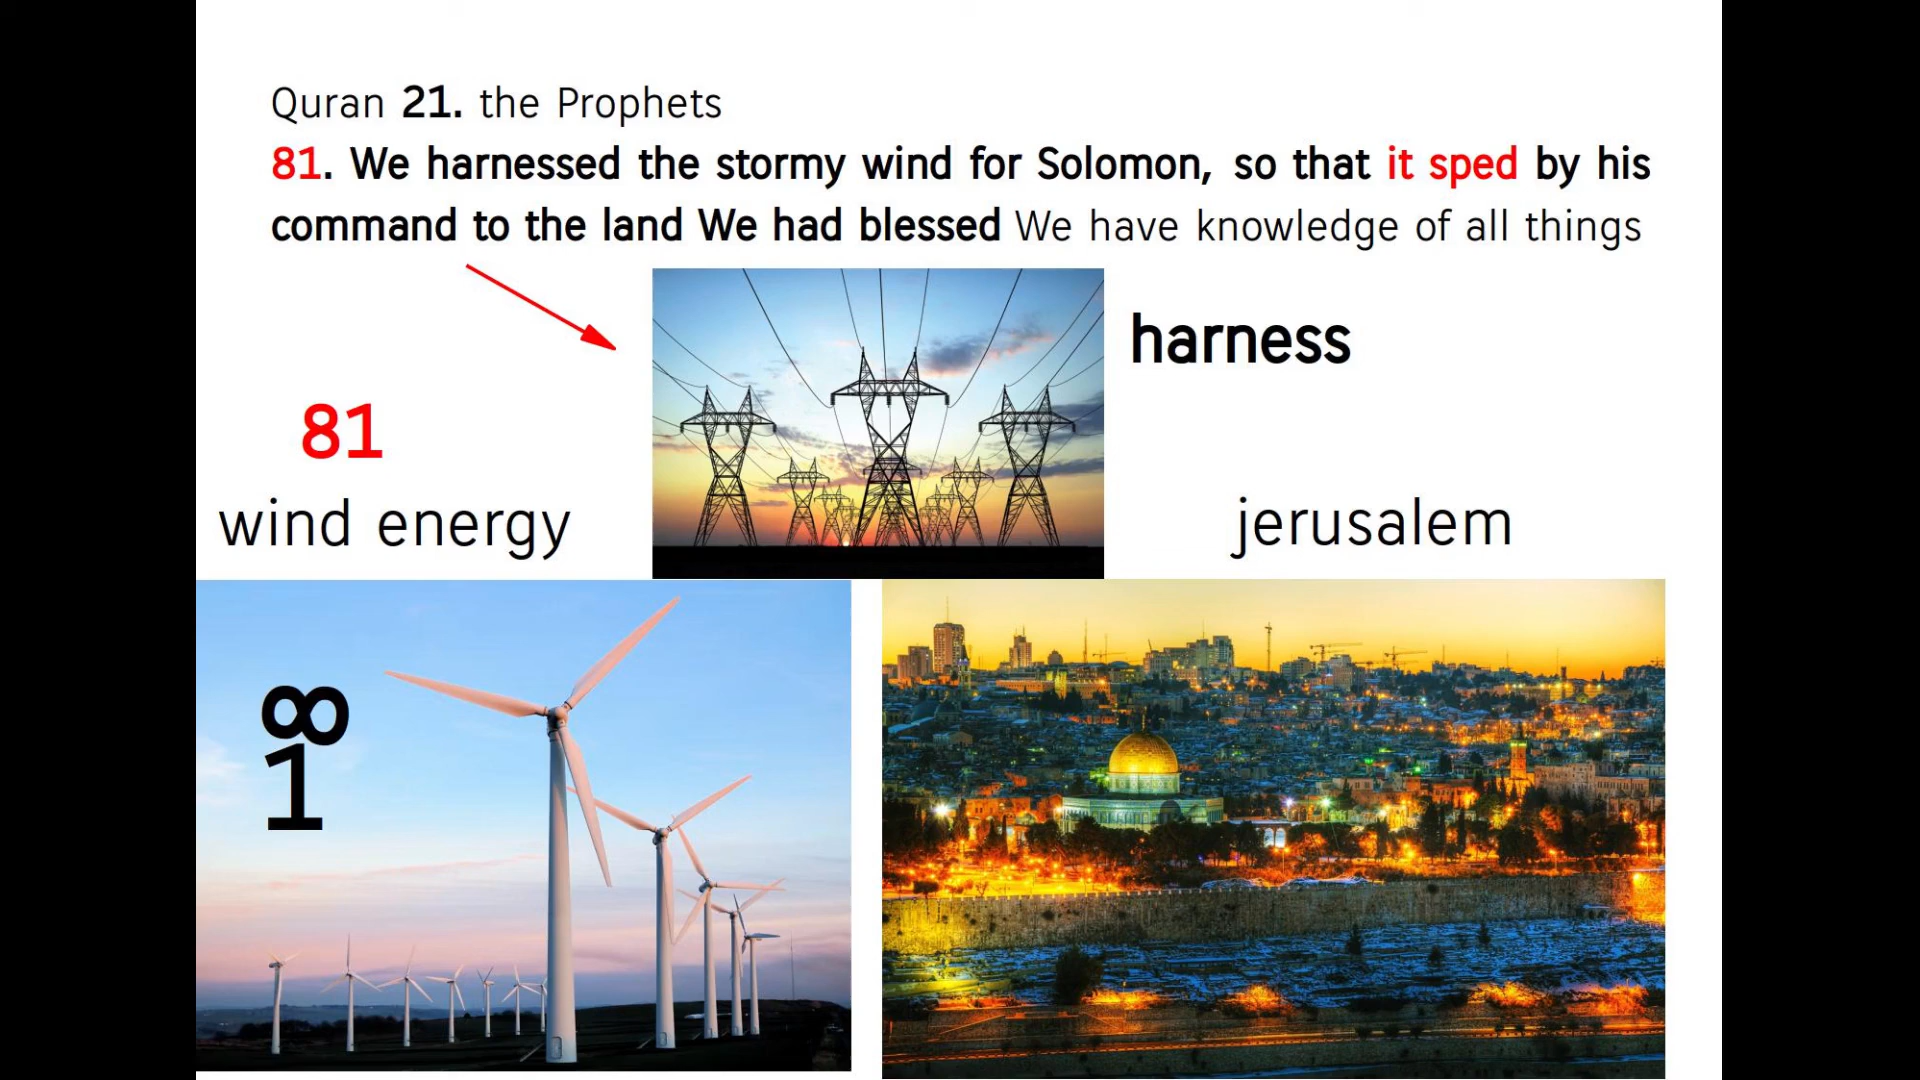 Quran 21. the Prophets
81. We harnessed the stormy wind for Solomon, so that it sped by his
command to the land We had blessed We have knowledge of all things
harness
81
wind energy
jerusalem
81